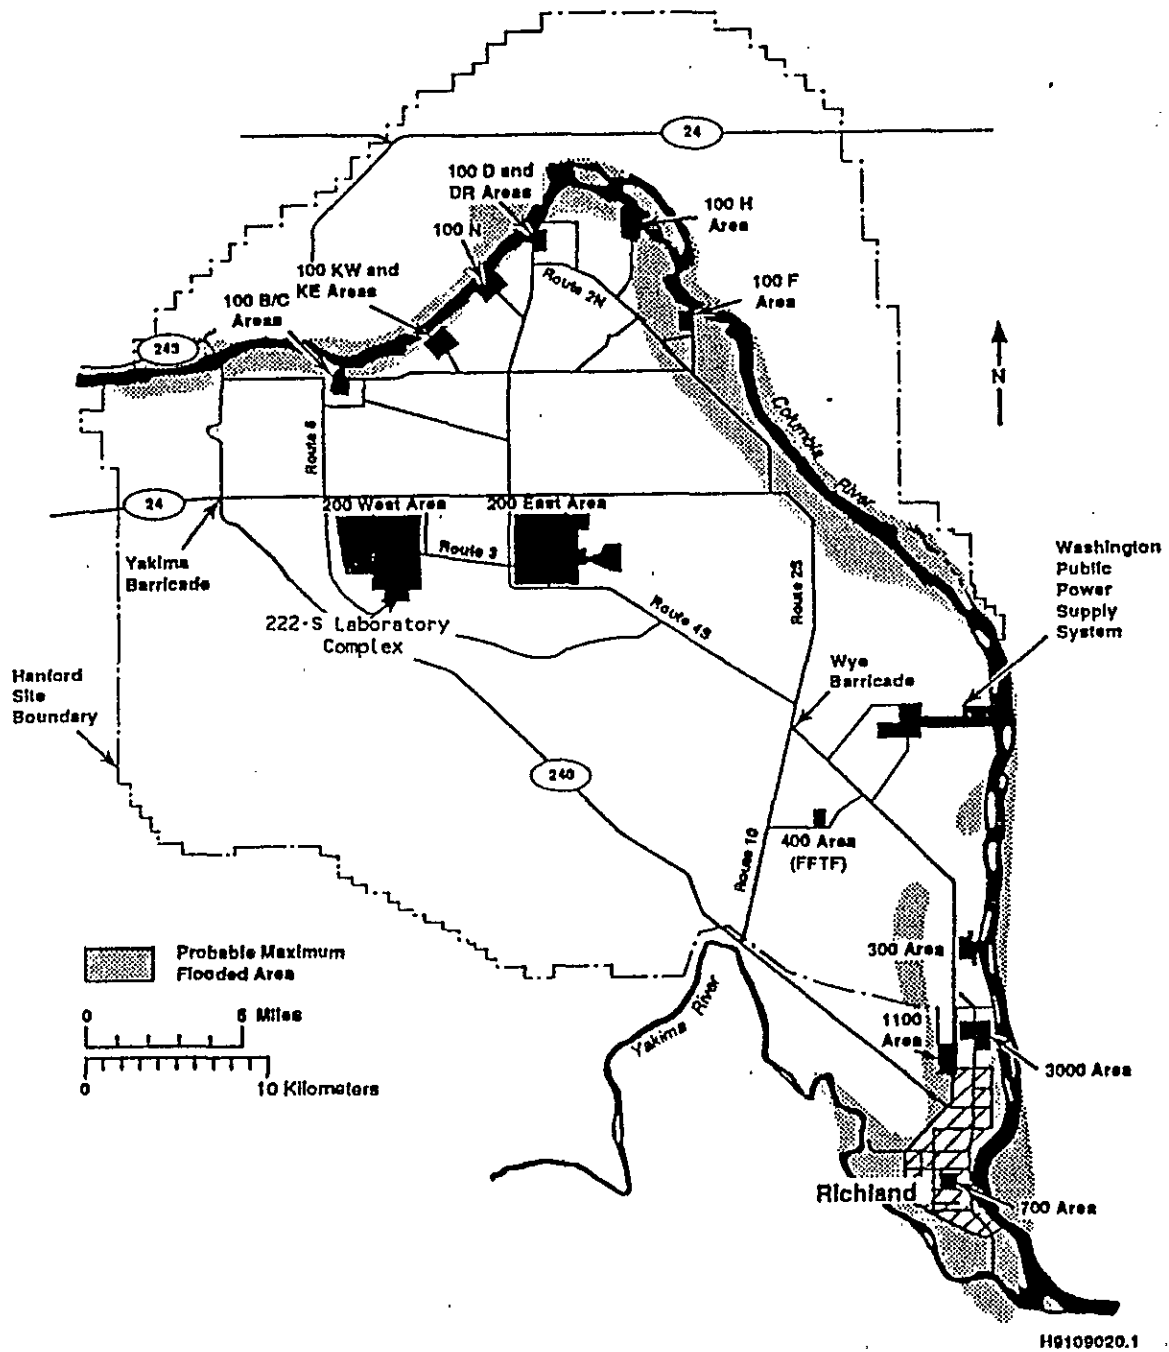 24
100 D and
DR Areas
100 H
Area
100 N
100 KW and
KE Areas
Route 2N
100 F
Area
100 B/C
Areas
243
N
Columbia
River
Route 6
24
200 West Area
200 East Area
Route 3
Yakima
Barricade
Washington
Public
Power
Supply
System
Route 2S
222-S Laboratory
Complex
Route 4S
Wye
Barricade
Hanford
Site
Boundary
240
400 Area
(FFTF)
Route 10
Probable Maximum
Flooded Area
300 Area
0
5 Miles
Yakima River
1100
Area
0
10 Kilometers
3000 Area
Richland
700 Area
H9109020.1